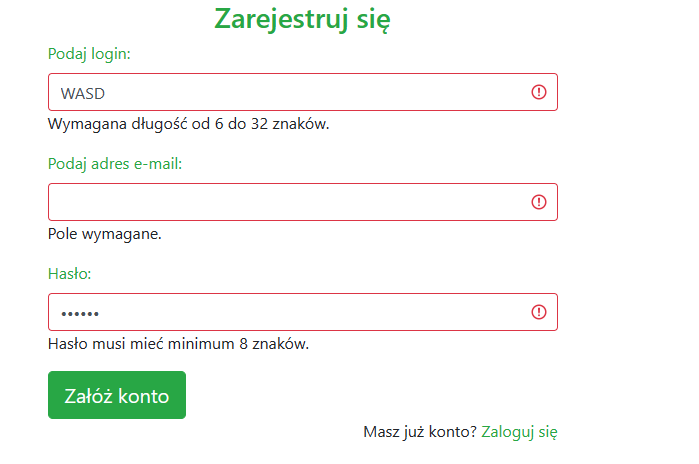 Zarejestruj się
Podaj login:
WASD
Wymagana długość od 6 do 32 znaków.
Podaj adres e-mail:
Pole wymagane.
Hasło:
••••••
Hasło musi mieć minimum 8 znaków.
Załóż konto
Masz już konto? Zaloguj się